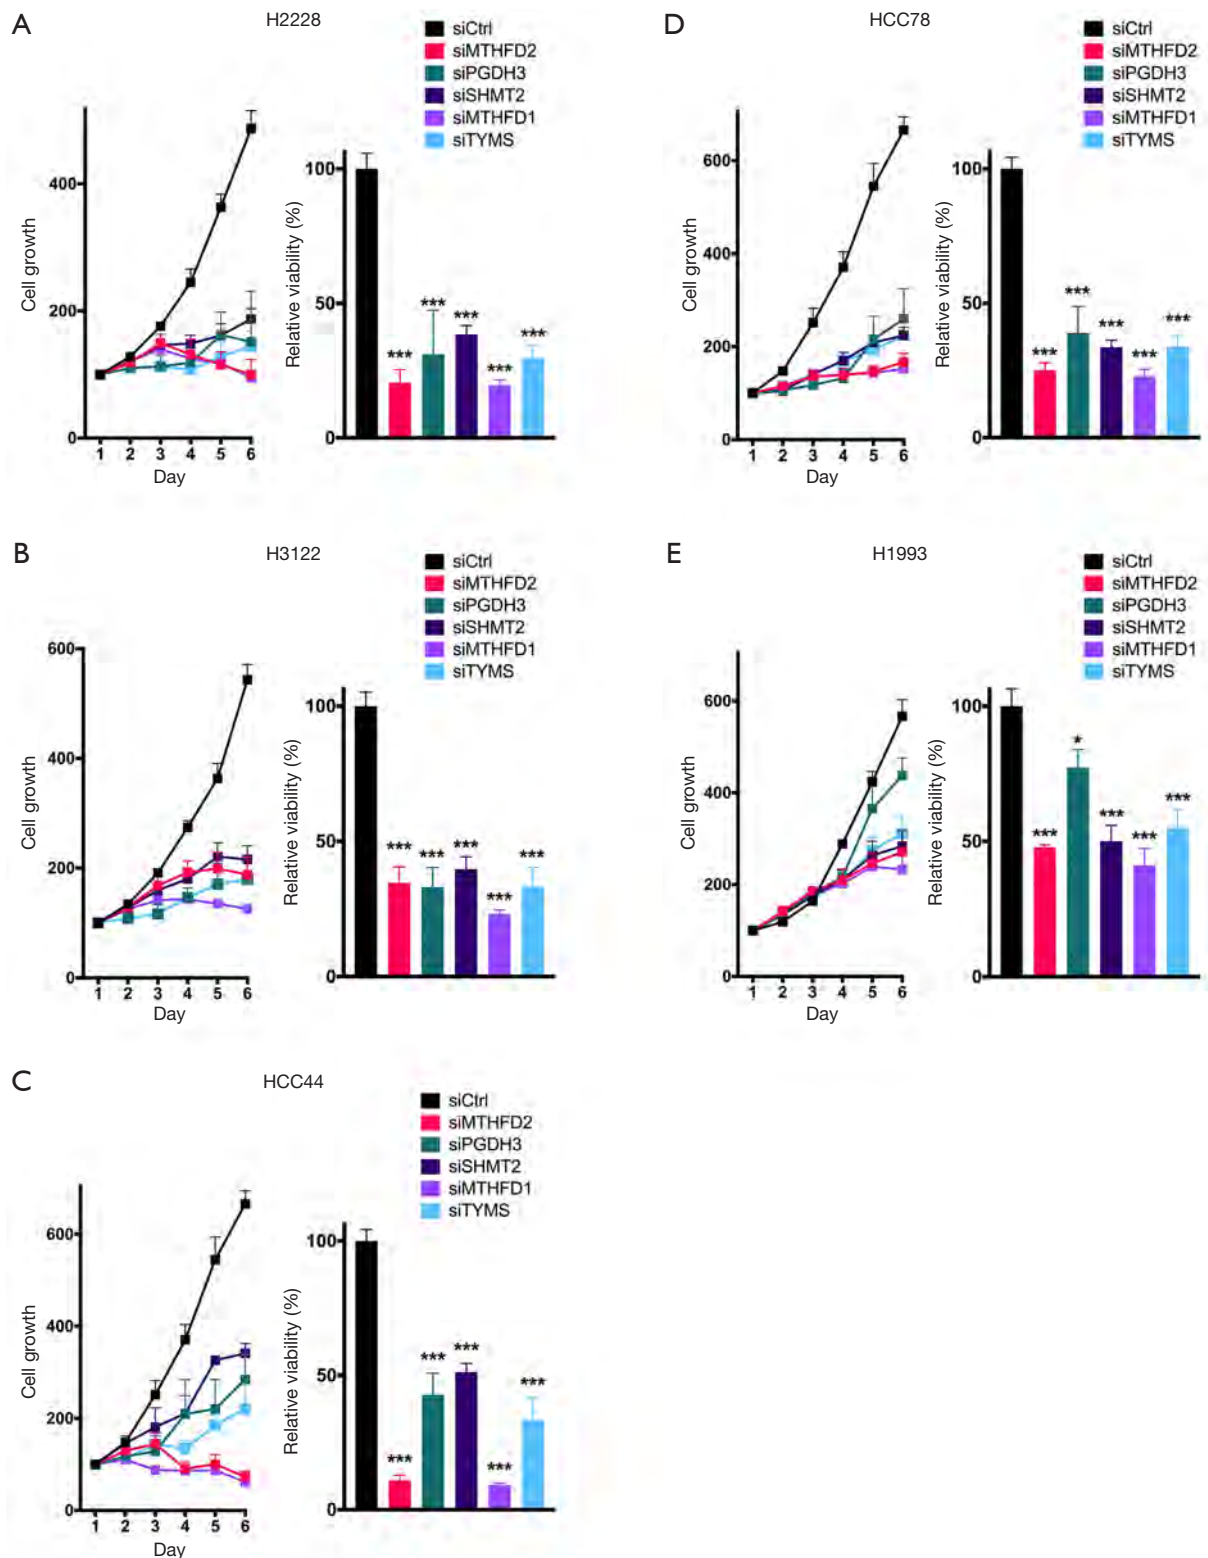 A
H2228
siCtrl
siMTHFD2
siPGDH3
siSHMT2
siMTHFD1
siTYMS
Cell growth
400
200
0
1 2 3 4 5 6
Day
Relative viability (%)
100
50
0
***
***
***
***
***
D
HCC78
siCtrl
siMTHFD2
siPGDH3
siSHMT2
siMTHFD1
siTYMS
Cell growth
600
400
200
0
1 2 3 4 5 6
Day
Relative viability (%)
100
50
0
***
***
***
***
***
B
H3122
siCtrl
siMTHFD2
siPGDH3
siSHMT2
siMTHFD1
siTYMS
Cell growth
600
400
200
0
1 2 3 4 5 6
Day
Relative viability (%)
100
50
0
***
***
***
***
***
E
H1993
siCtrl
siMTHFD2
siPGDH3
siSHMT2
siMTHFD1
siTYMS
Cell growth
600
400
200
0
1 2 3 4 5 6
Day
Relative viability (%)
100
50
0
***
*
***
***
***
C
HCC44
siCtrl
siMTHFD2
siPGDH3
siSHMT2
siMTHFD1
siTYMS
Cell growth
600
400
200
0
1 2 3 4 5 6
Day
Relative viability (%)
100
50
0
***
***
***
***
***